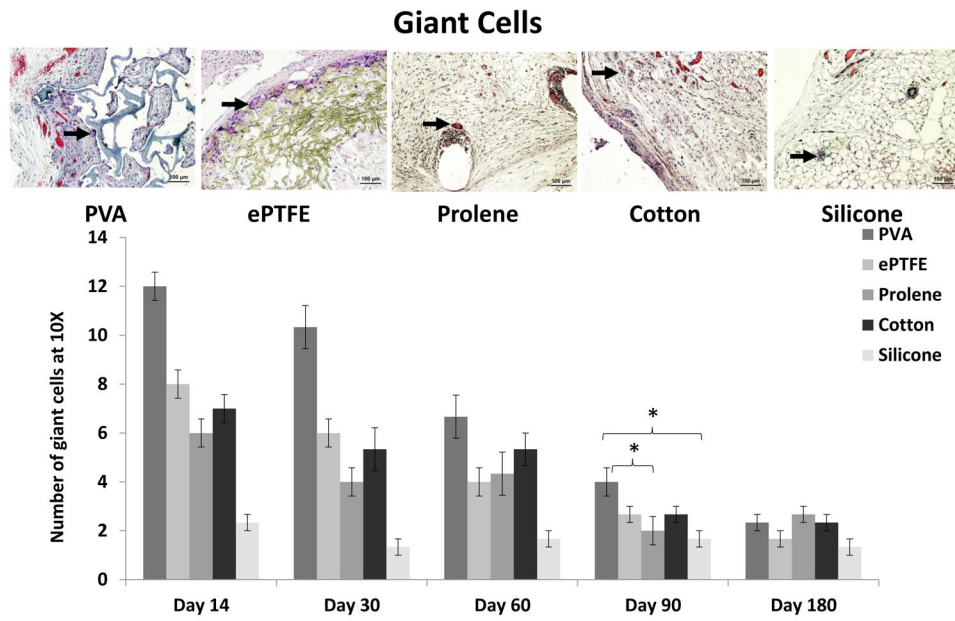 Giant Cells
100 µm
100 µm
100 µm
100 µm
100 µm
PVA ePTFE Prolene Cotton Silicone
14
12
10
8
6
4
2
0
Number of giant cells at 10X
PVA
ePTFE
Prolene
Cotton
Silicone
*
*
Day 14 Day 30 Day 60 Day 90 Day 180